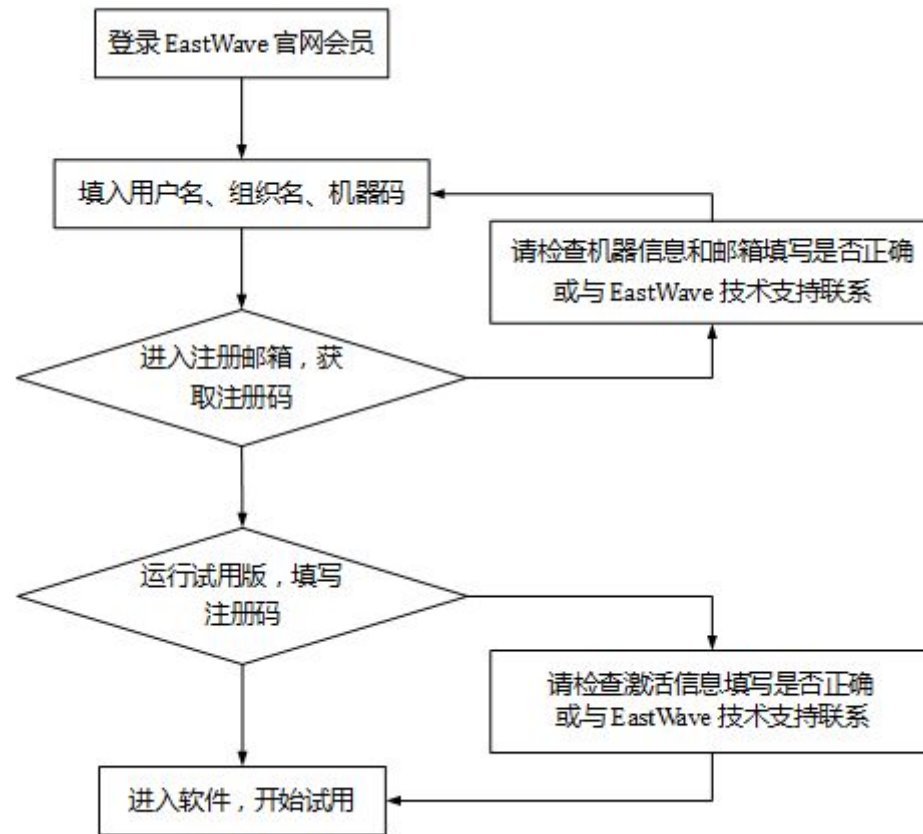 登录 EastWave 官网会员
填入用户名、组织名、机器码
请检查机器信息和邮箱填写是否正确
或与 EastWave 技术支持联系
进入注册邮箱，获
取注册码
运行试用版，填写
注册码
请检查激活信息填写是否正确
或与 EastWave 技术支持联系
进入软件，开始试用